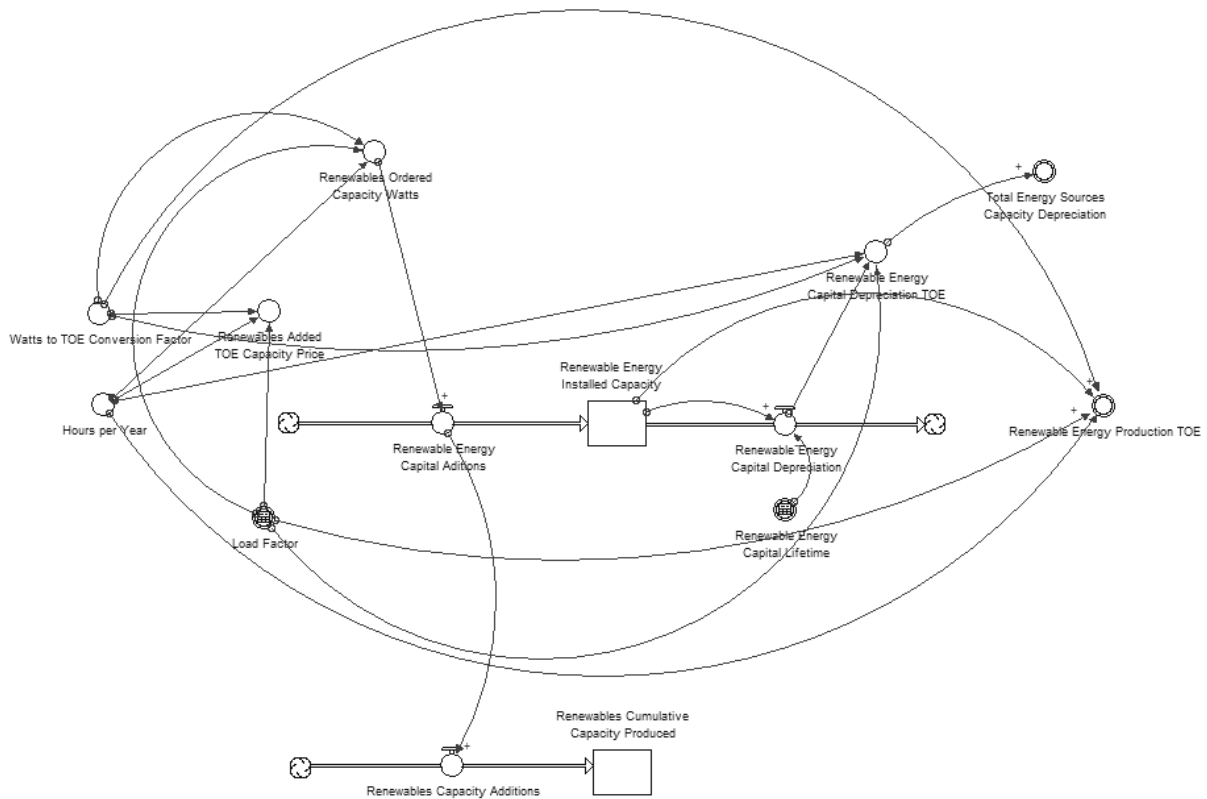 Renewables Ordered
Capacity Watts
Total Energy Sources
Capacity Depreciation
Renewable Energy
Capital Depreciation TOE
Watts to TOE Conversion Factor
Renewables Added
TOE Capacity Price
Renewable Energy
Installed Capacity
Hours per Year
Renewable Energy
Capital Aditions
Renewable Energy
Capital Depreciation
Renewable Energy Production TOE
Load Factor
Renewable Energy
Capital Lifetime
Renewables Cumulative
Capacity Produced
Renewables Capacity Additions